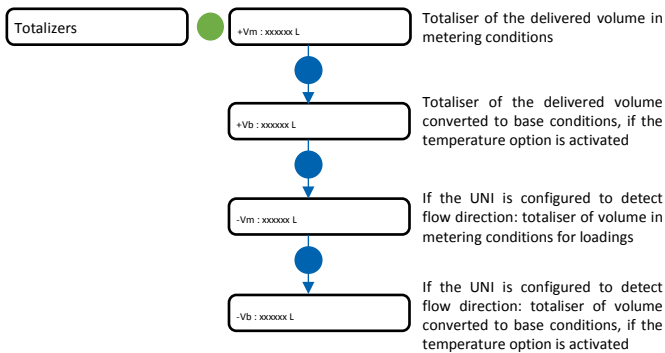 Totalizers
+Vm : xxxxxx L
Totaliser of the delivered volume in
metering conditions
+Vb : xxxxxx L
Totaliser of the delivered volume
converted to base conditions, if the
temperature option is activated
-Vm : xxxxxx L
If the UNI is configured to detect
flow direction: totaliser of volume in
metering conditions for loadings
-Vb : xxxxxx L
If the UNI is configured to detect
flow direction: totaliser of volume
converted to base conditions, if the
temperature option is activated